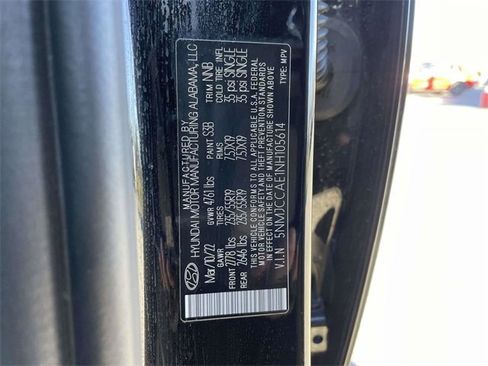 MANUFACTURED BY
HYUNDAI MOTOR MANUFACTURING ALABAMA, LLC
Mar/10/22 GVWR 4761 lbs PAINT S3B TRIM NNB
TIRES RIMS COLD TIRE INFL
FRONT 2778 lbs 235/55R19 7.5JX19 35 psi SINGLE
REAR 2646 lbs 235/55R19 7.5JX19 35 psi SINGLE
THIS VEHICLE CONFORMS TO ALL APPLICABLE U.S.A. FEDERAL
MOTOR VEHICLE SAFETY, BUMPER, AND THEFT PREVENTION STANDARDS
IN EFFECT ON THE DATE OF MANUFACTURE SHOWN ABOVE.
V.I.N 5NMJCCAE1NH105614 TYPE: MPV